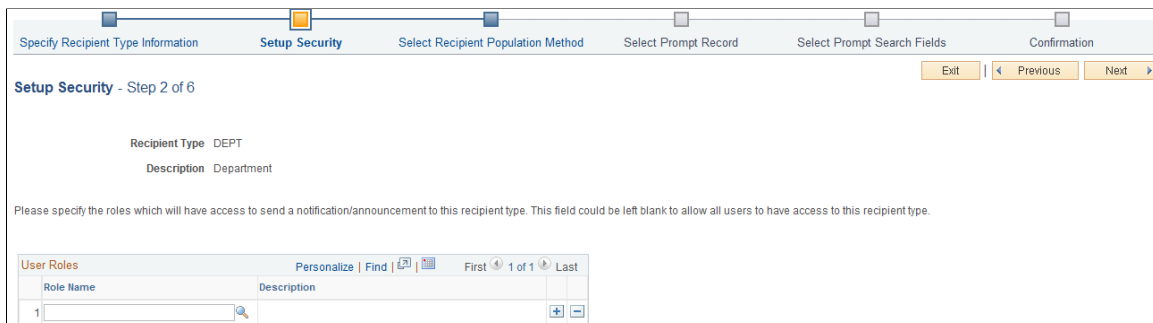 Specify Recipient Type Information Setup Security Select Recipient Population Method Select Prompt Record Select Prompt Search Fields Confirmation
Exit | Previous Next
Setup Security - Step 2 of 6
Recipient Type DEPT
Description Department
Please specify the roles which will have access to send a notification/announcement to this recipient type. This field could be left blank to allow all users to have access to this recipient type.
User Roles Personalize | Find | | First 1 of 1 Last
Role Name Description
1